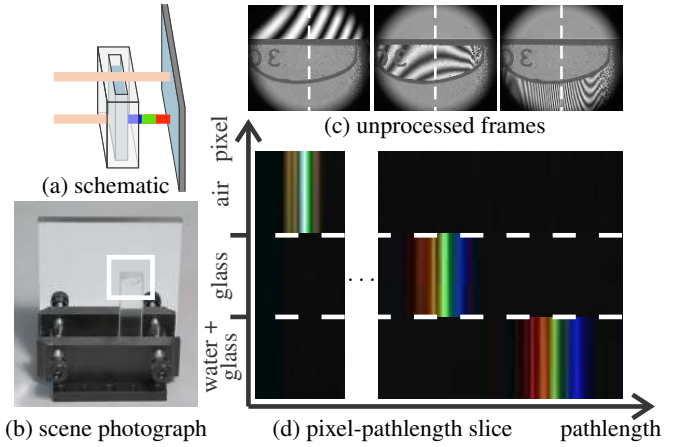 (a) schematic
(b) scene photograph
(c) unprocessed frames
pixel
air
glass
water +
glass
. . .
(d) pixel-pathlength slice
pathlength